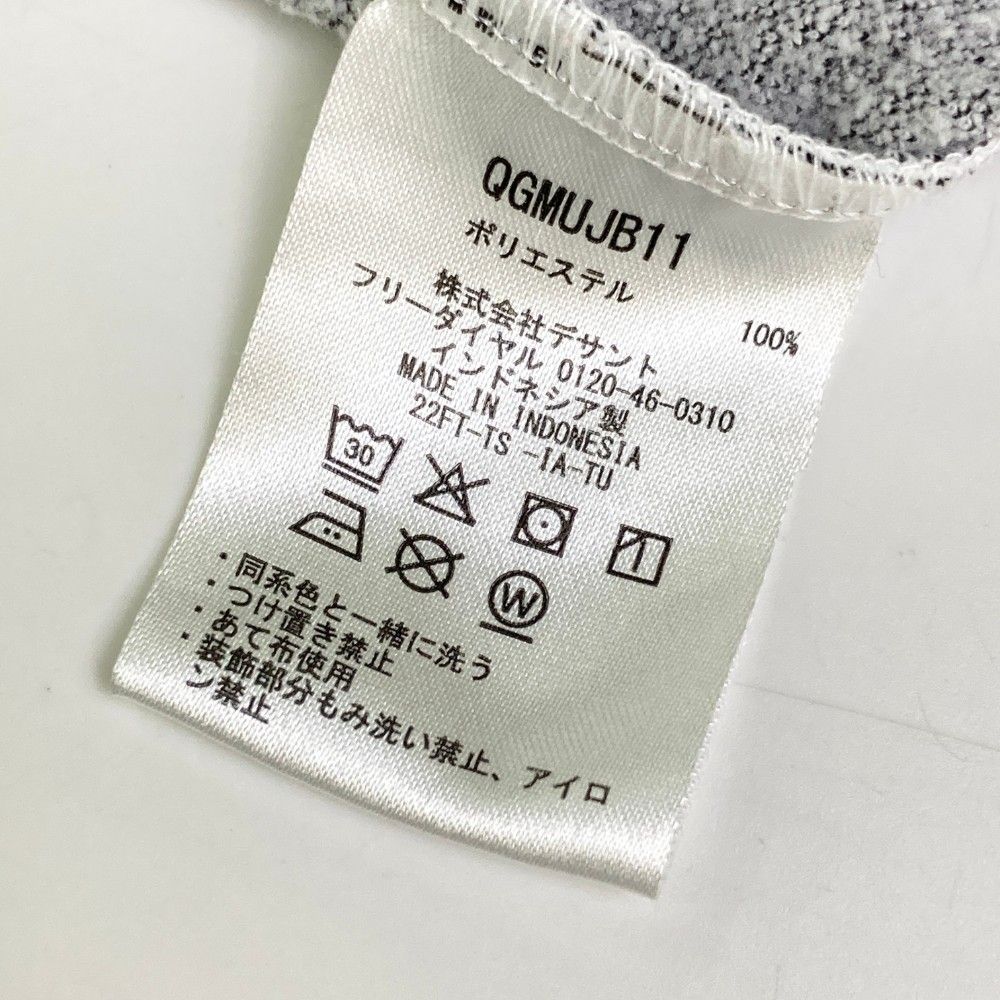 QGMUJB11
ポリエステル 100%
株式会社デサント
フリーダイヤル 0120-46-0310
インドネシア製
MADE IN INDONESIA
22FT-TS -IA-TU
30
W
・同系色と一緒に洗う
・つけ置き禁止
・あて布使用
・装飾部分もみ洗い禁止、アイロ
ン禁止